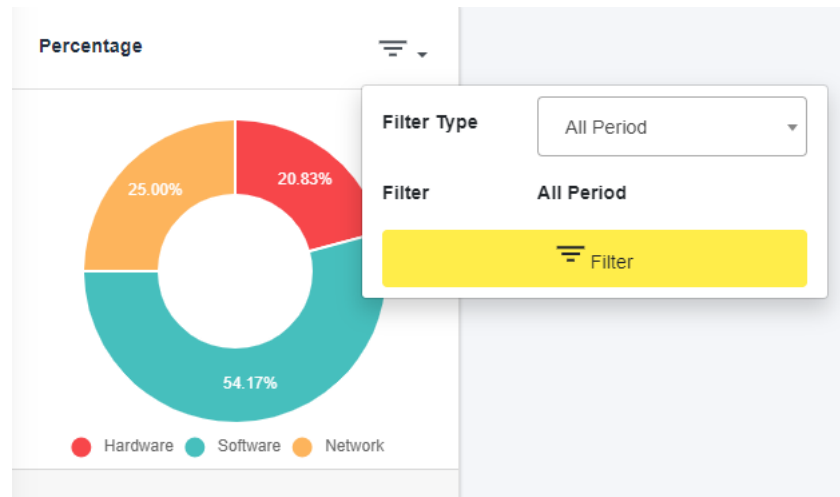 Percentage
Filter Type
All Period
Filter
All Period
Filter
25.00%
20.83%
54.17%
Hardware
Software
Network